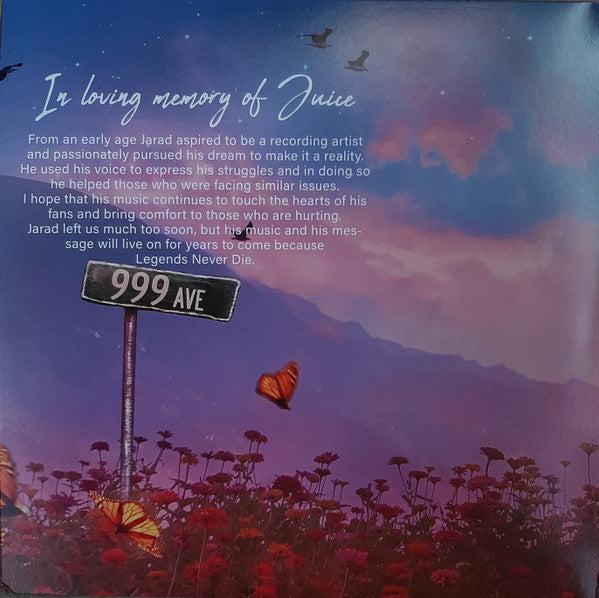 In loving memory of Juice
From an early age Jarad aspired to be a recording artist
and passionately pursued his dream to make it a reality.
He used his voice to express his struggles and in doing so
he helped those who were facing similar issues.
I hope that his music continues to touch the hearts of his
fans and bring comfort to those who are hurting.
Jarad left us much too soon, but his music and his mes-
sage will live on for years to come because
Legends Never Die.
999 AVE